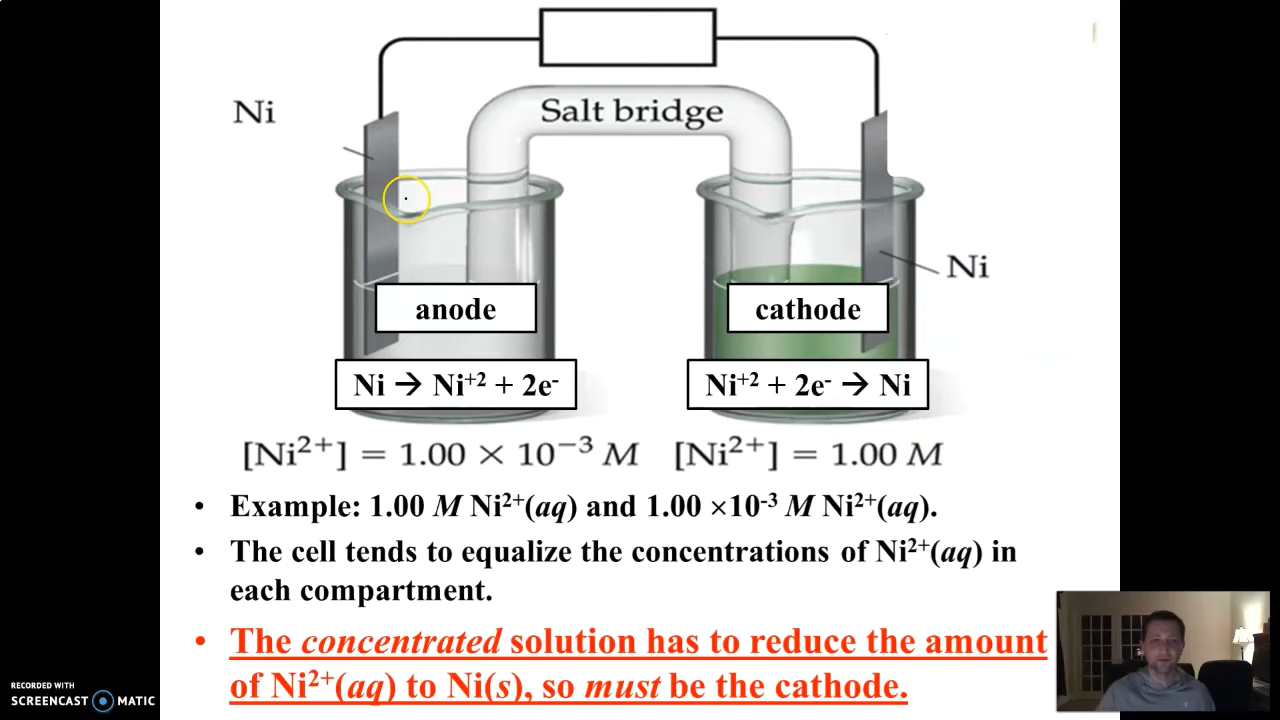 Ni
Salt bridge
Ni
anode
cathode
Ni → Ni⁺² + 2e⁻
Ni⁺² + 2e⁻ → Ni
[Ni²⁺] = 1.00 × 10⁻³ M
[Ni²⁺] = 1.00 M
• Example: 1.00 M Ni²⁺(aq) and 1.00 ×10⁻³ M Ni²⁺(aq).
• The cell tends to equalize the concentrations of Ni²⁺(aq) in
each compartment.
• The concentrated solution has to reduce the amount
of Ni²⁺(aq) to Ni(s), so must be the cathode.
RECORDED WITH
SCREENCAST MATIC